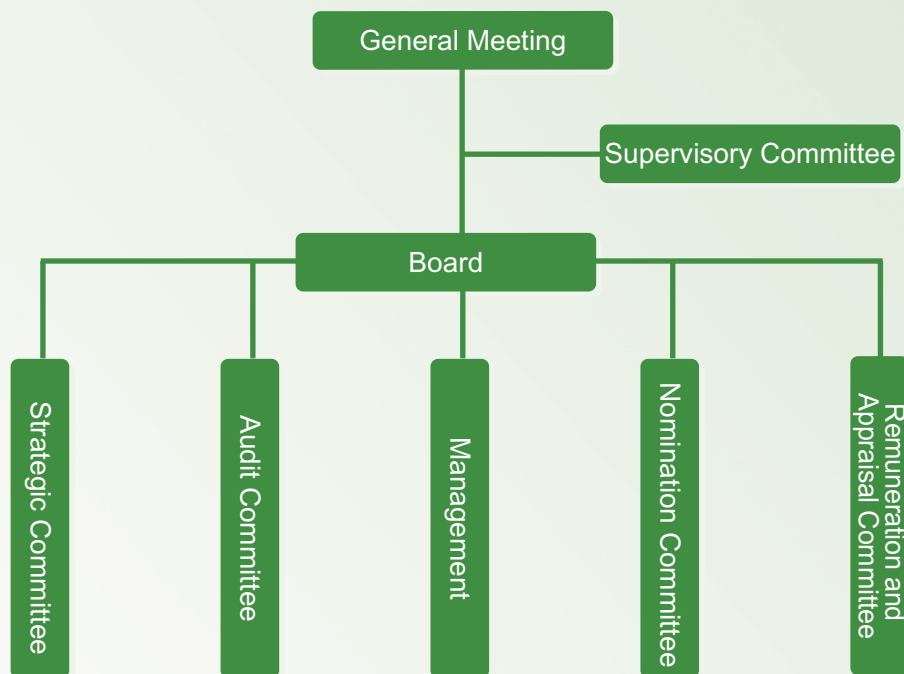 General Meeting
Supervisory Committee
Board
Strategic Committee
Audit Committee
Management
Nomination Committee
Remuneration and
Appraisal Committee